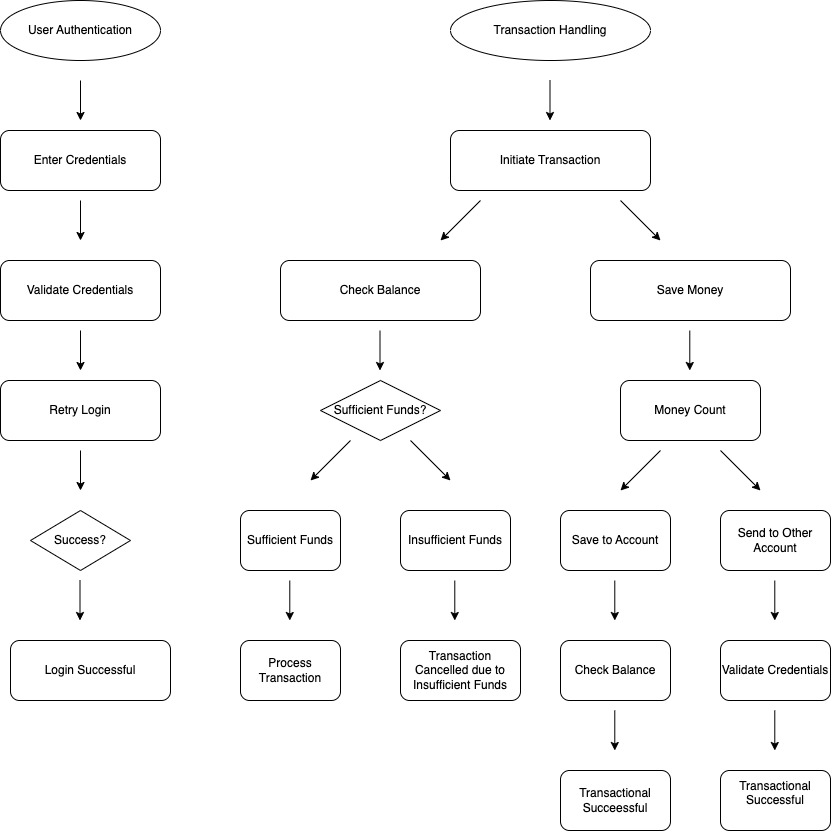 User Authentication
Transaction Handling
Enter Credentials
Initiate Transaction
Validate Credentials
Check Balance
Save Money
Retry Login
Sufficient Funds?
Money Count
Success?
Sufficient Funds
Insufficient Funds
Save to Account
Send to Other
Account
Login Successful
Process
Transaction
Transaction
Cancelled due to
Insufficient Funds
Check Balance
Validate Credentials
Transactional
Succeessful
Transactional
Successful